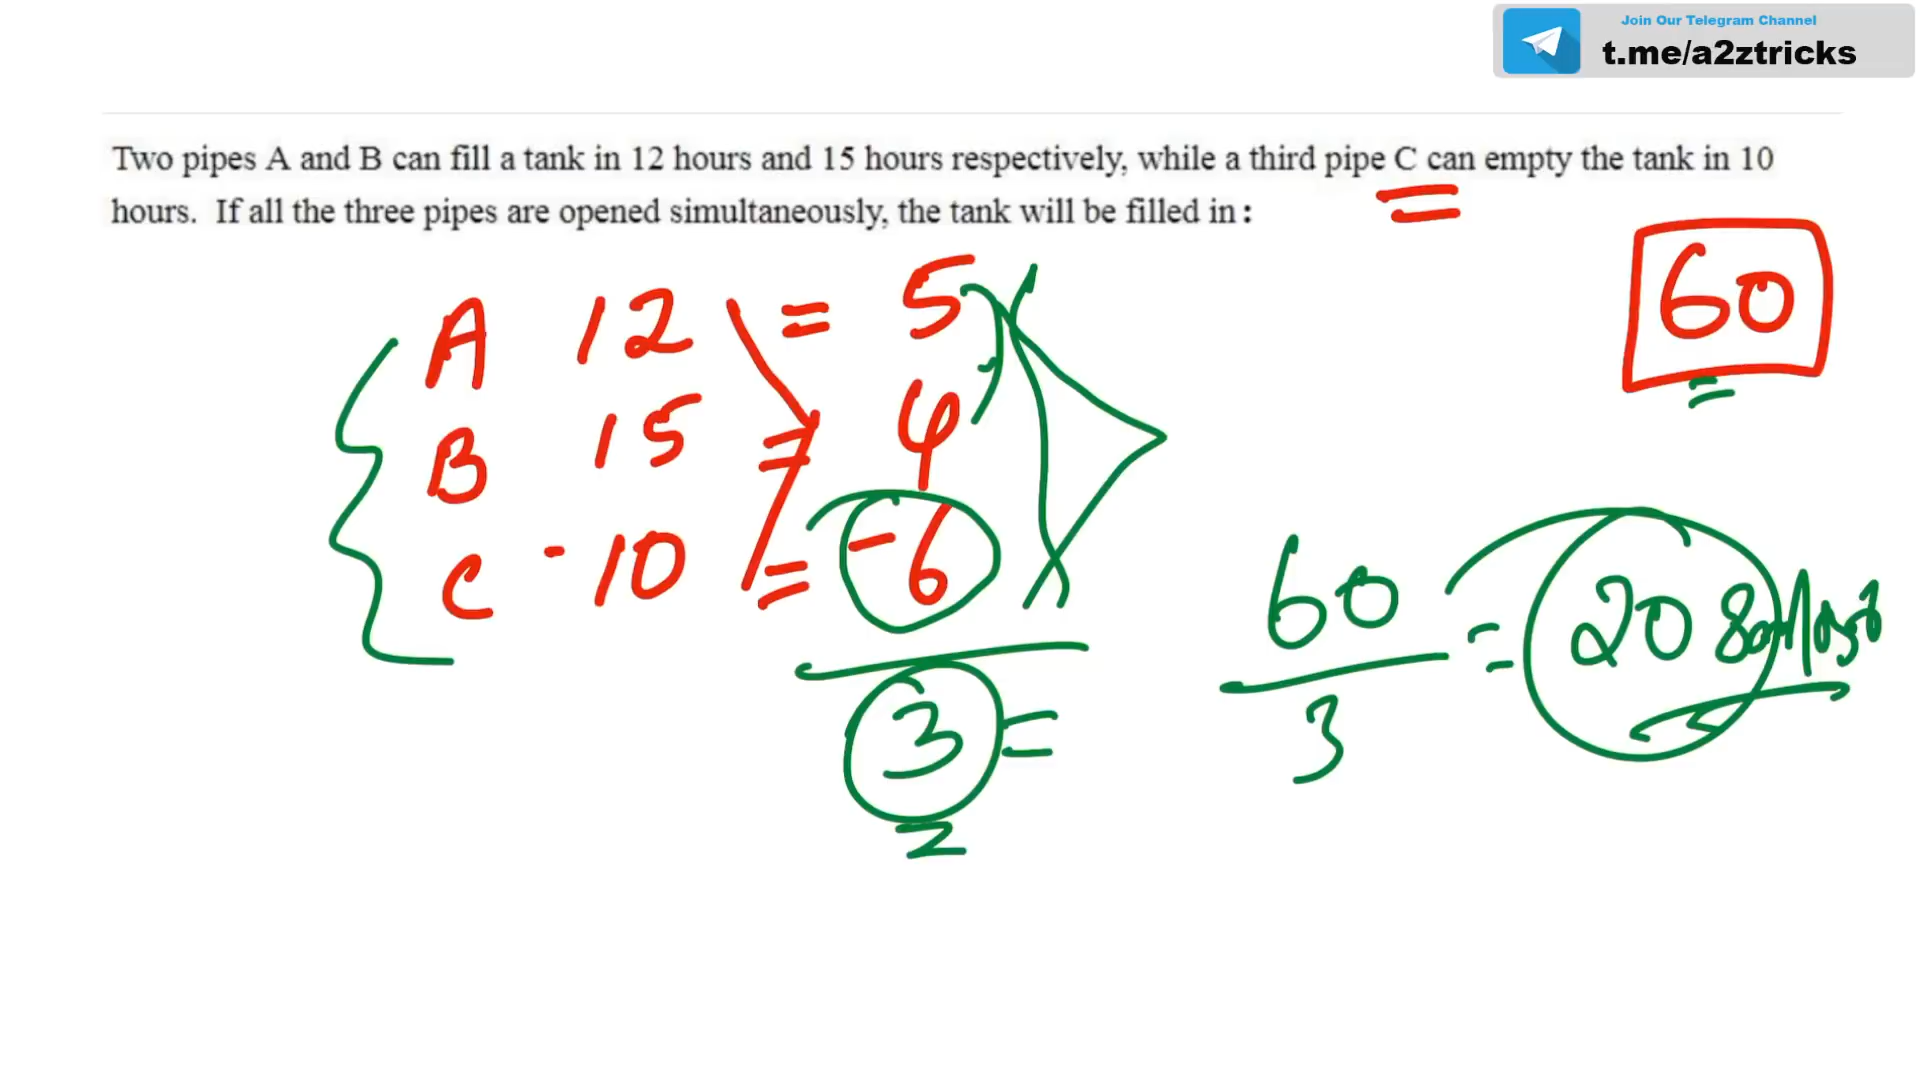 Join Our Telegram Channel
t.me/a2ztricks
Two pipes A and B can fill a tank in 12 hours and 15 hours respectively, while a third pipe C can empty the tank in 10
hours. If all the three pipes are opened simultaneously, the tank will be filled in :
60
A 12 = 5
B 15 = 4
C -10 = -6
3 =
60
3
= 20